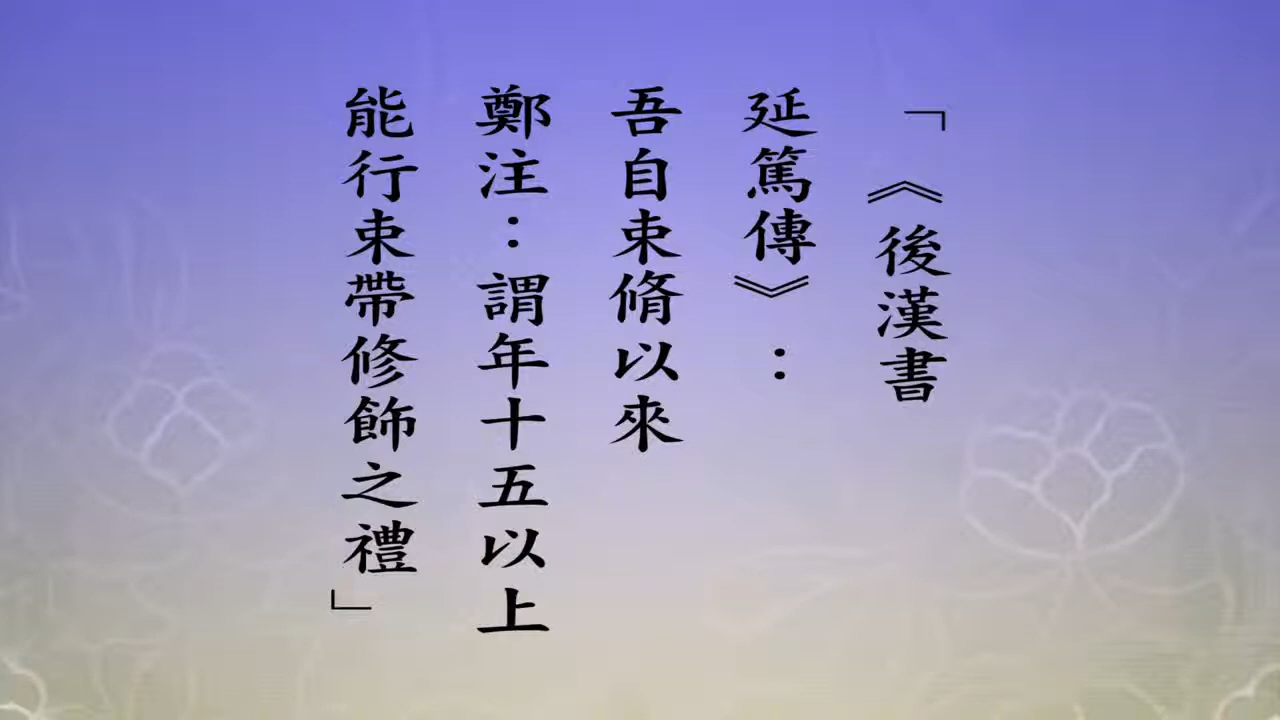 「《後漢書
延篤傳》：
吾自束脩以來
鄭注：謂年十五以上
能行束帶修飾之禮」